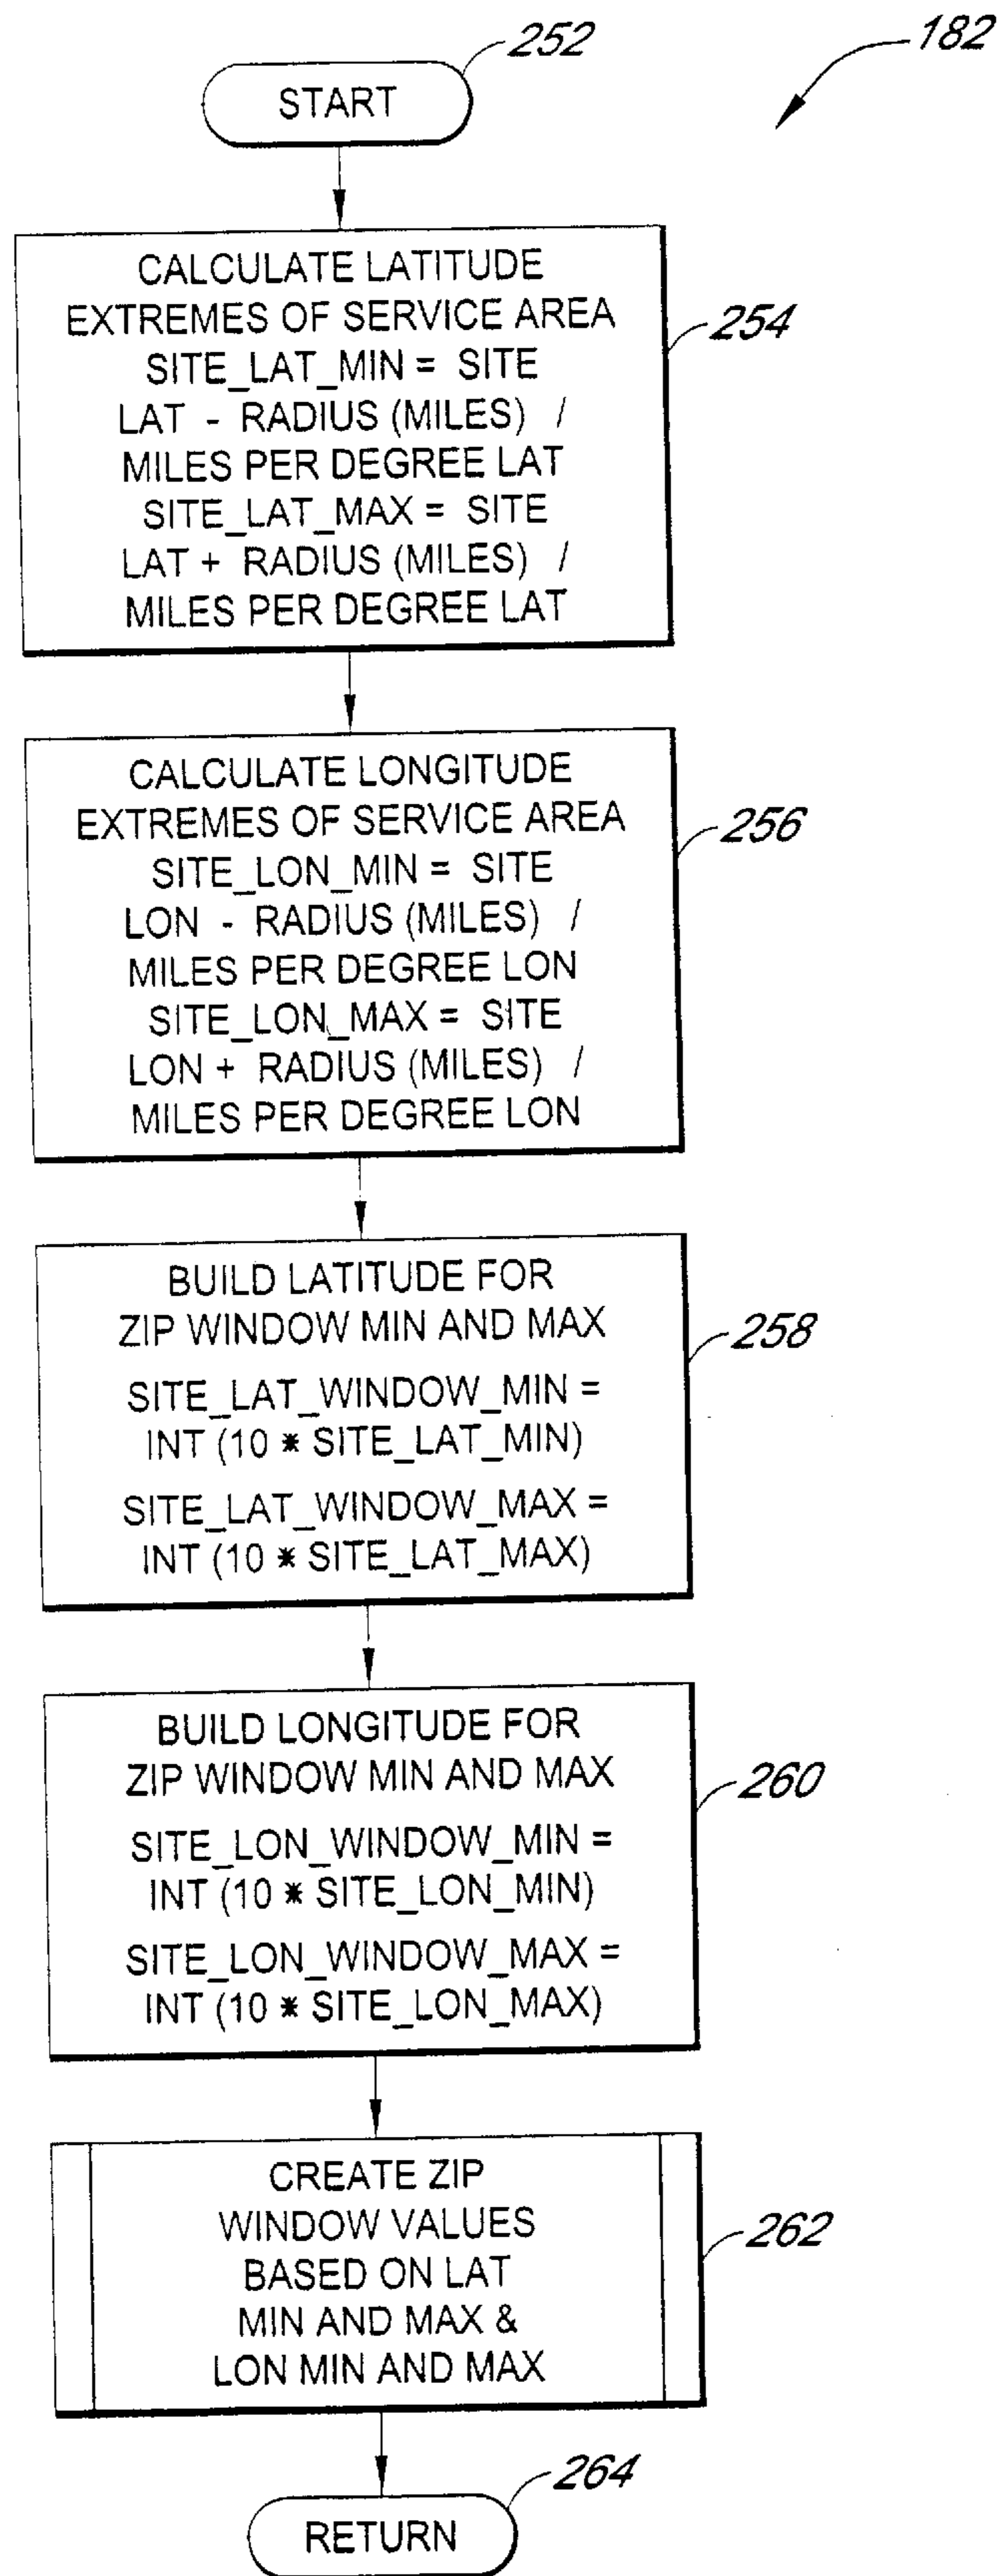 252
182
START
CALCULATE LATITUDE
EXTREMES OF SERVICE AREA
SITE_LAT_MIN = SITE
LAT - RADIUS (MILES) /
MILES PER DEGREE LAT
SITE_LAT_MAX = SITE
LAT + RADIUS (MILES) /
MILES PER DEGREE LAT
254
CALCULATE LONGITUDE
EXTREMES OF SERVICE AREA
SITE_LON_MIN = SITE
LON - RADIUS (MILES) /
MILES PER DEGREE LON
SITE_LON_MAX = SITE
LON + RADIUS (MILES) /
MILES PER DEGREE LON
256
BUILD LATITUDE FOR
ZIP WINDOW MIN AND MAX
SITE_LAT_WINDOW_MIN =
INT (10 * SITE_LAT_MIN)
SITE_LAT_WINDOW_MAX =
INT (10 * SITE_LAT_MAX)
258
BUILD LONGITUDE FOR
ZIP WINDOW MIN AND MAX
SITE_LON_WINDOW_MIN =
INT (10 * SITE_LON_MIN)
SITE_LON_WINDOW_MAX =
INT (10 * SITE_LON_MAX)
260
CREATE ZIP
WINDOW VALUES
BASED ON LAT
MIN AND MAX &
LON MIN AND MAX
262
264
RETURN